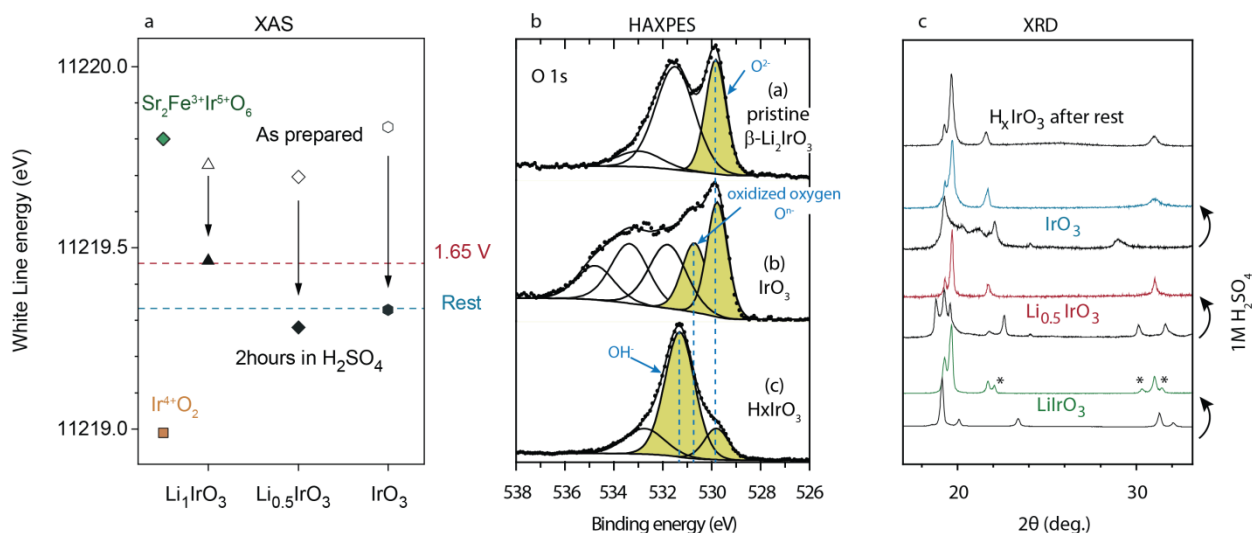 a
XAS
White Line energy (eV)
11220.0
11219.5
11219.0
Sr₂Fe³⁺Ir⁵⁺O₆
As prepared
1.65 V
Rest
2hours in H₂SO₄
Ir⁴⁺O₂
Li₁IrO₃
Li₀.₅IrO₃
IrO₃
b
HAXPES
O 1s
O²⁻
(a)
pristine
β-Li₂IrO₃
oxidized oxygen
Oⁿ⁻
(b)
IrO₃
OH⁻
(c)
HxIrO₃
538 536 534 532 530 528 526
Binding energy (eV)
c
XRD
HₓIrO₃ after rest
IrO₃
Li₀.₅IrO₃
* * *
LiIrO₃
1M H₂SO₄
20 30
2θ (deg.)